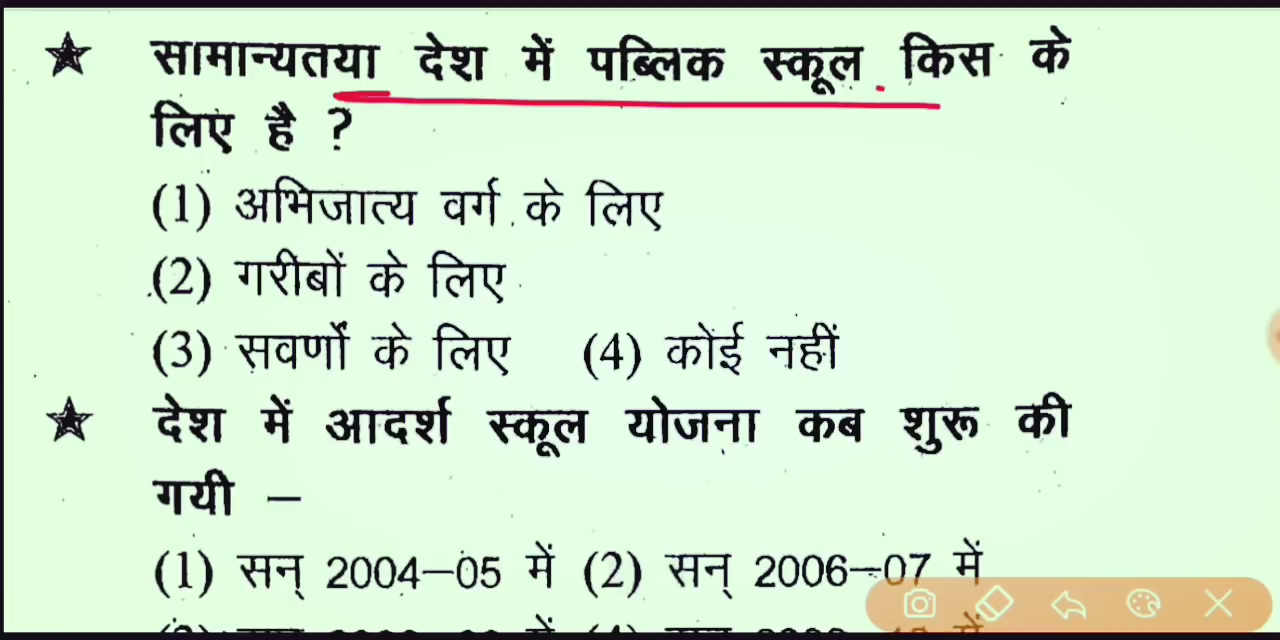 ★ सामान्यतया देश में पब्लिक स्कूल किस के
लिए है ?
(1) अभिजात्य वर्ग के लिए
(2) गरीबों के लिए
(3) सवर्णों के लिए (4) कोई नहीं
★ देश में आदर्श स्कूल योजना कब शुरू की
गयी –
(1) सन् 2004–05 में (2) सन् 2006–07 में